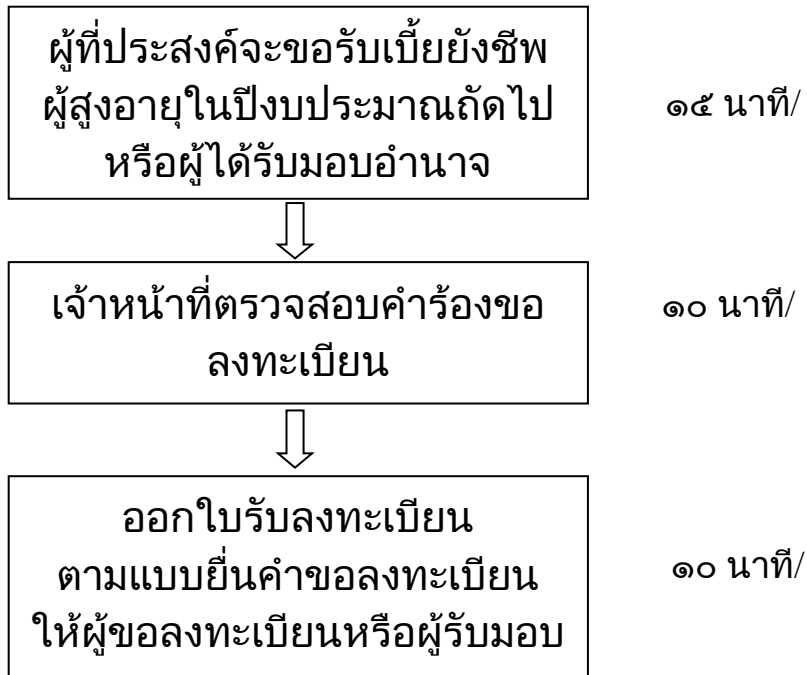 ผู้ที่ประสงค์จะขอรับเบี้ยยังชีพ
ผู้สูงอายุในปีงบประมาณถัดไป
หรือผู้ได้รับมอบอำนาจ
๑๕ นาที/
เจ้าหน้าที่ตรวจสอบคำร้องขอ
ลงทะเบียน
๑๐ นาที/
ออกใบรับลงทะเบียน
ตามแบบยื่นคำขอลงทะเบียน
ให้ผู้ขอลงทะเบียนหรือผู้รับมอบ
๑๐ นาที/